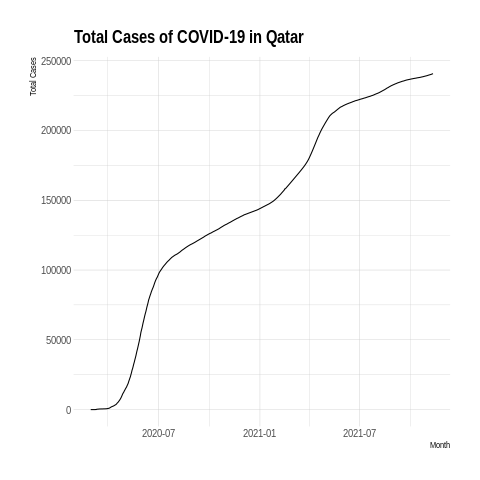 Total Cases of COVID-19 in Qatar
Total Cases
250000
200000
150000
100000
50000
0
2020-07 2021-01 2021-07
Month